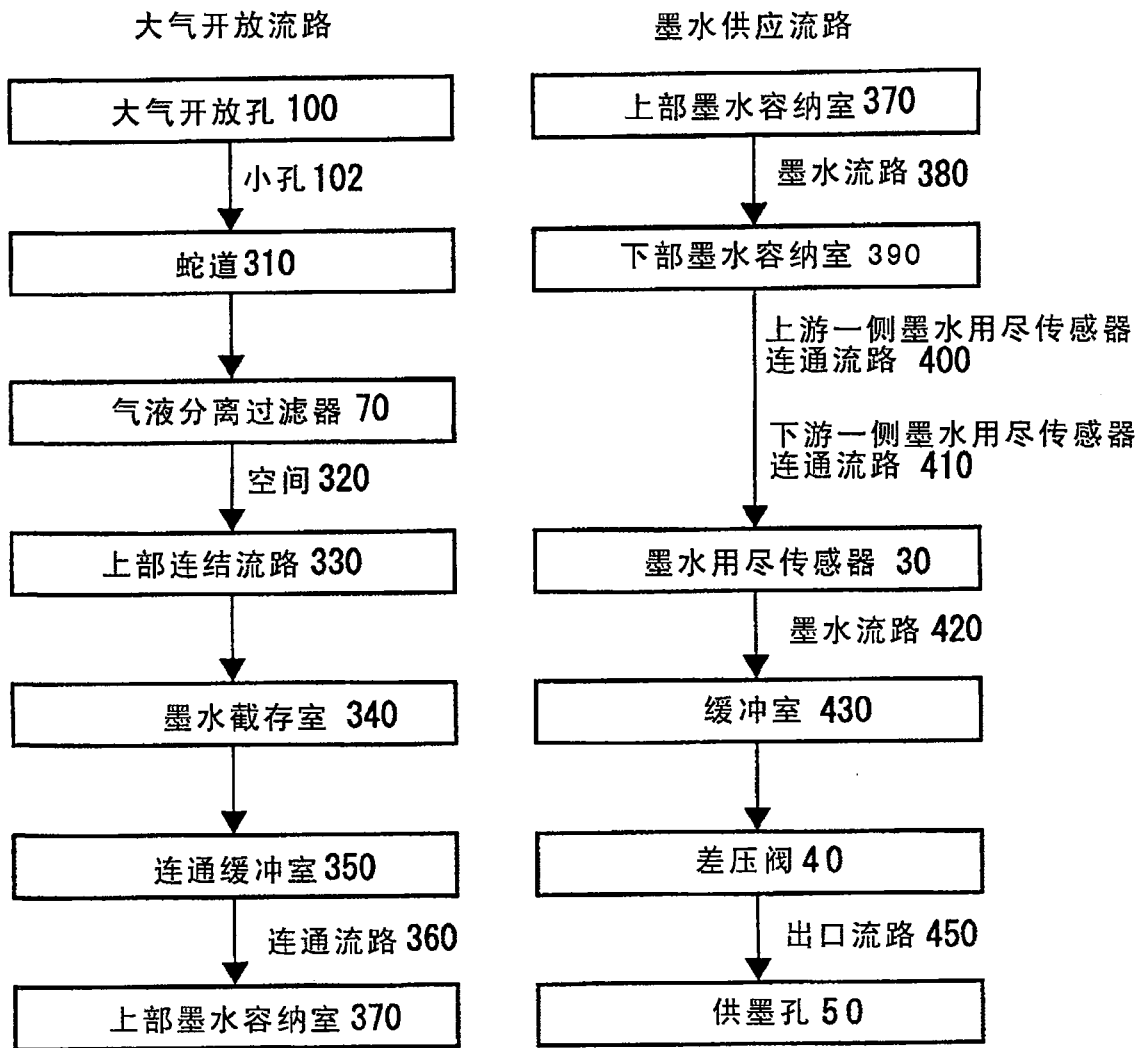 大气开放流路
大气开放孔 100
小孔 102
蛇道 310
气液分离过滤器 70
空间 320
上部连结流路 330
墨水截存室 340
连通缓冲室 350
连通流路 360
上部墨水容纳室 370
墨水供应流路
上部墨水容纳室 370
墨水流路 380
下部墨水容纳室 390
上游一侧墨水用尽传感器
连通流路 400
下游一侧墨水用尽传感器
连通流路 410
墨水用尽传感器 30
墨水流路 420
缓冲室 430
差压阀 40
出口流路 450
供墨孔 50